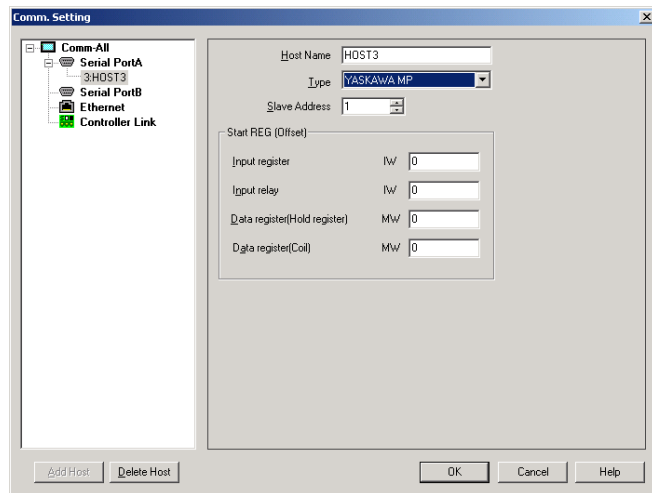 Comm. Setting
Comm-All
Serial PortA
3:HOST3
Serial PortB
Ethernet
Controller Link
Host Name HOST3
Type YASKAWA MP
Slave Address 1
Start REG (Offset)
Input register IW 0
Input relay IW 0
Data register(Hold register) MW 0
Data register(Coil) MW 0
Add Host Delete Host OK Cancel Help